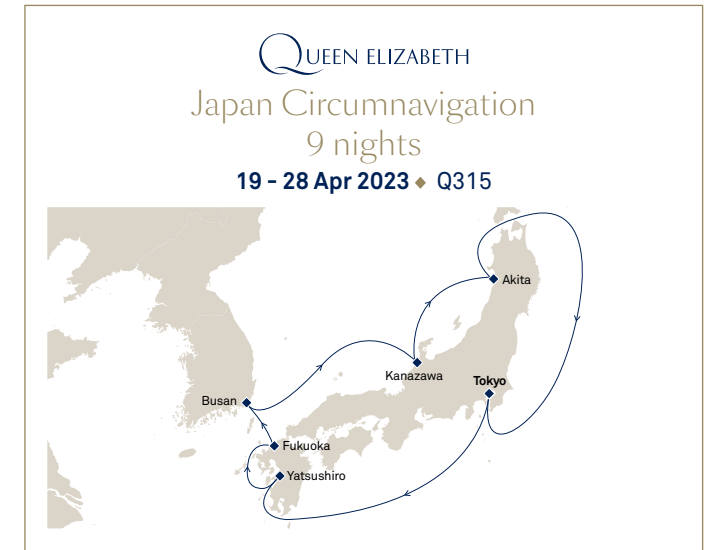 QUEEN ELIZABETH
Japan Circumnavigation
9 nights
19 - 28 Apr 2023 ◆ Q315
Akita
Kanazawa
Tokyo
Busan
Fukuoka
Yatsushiro